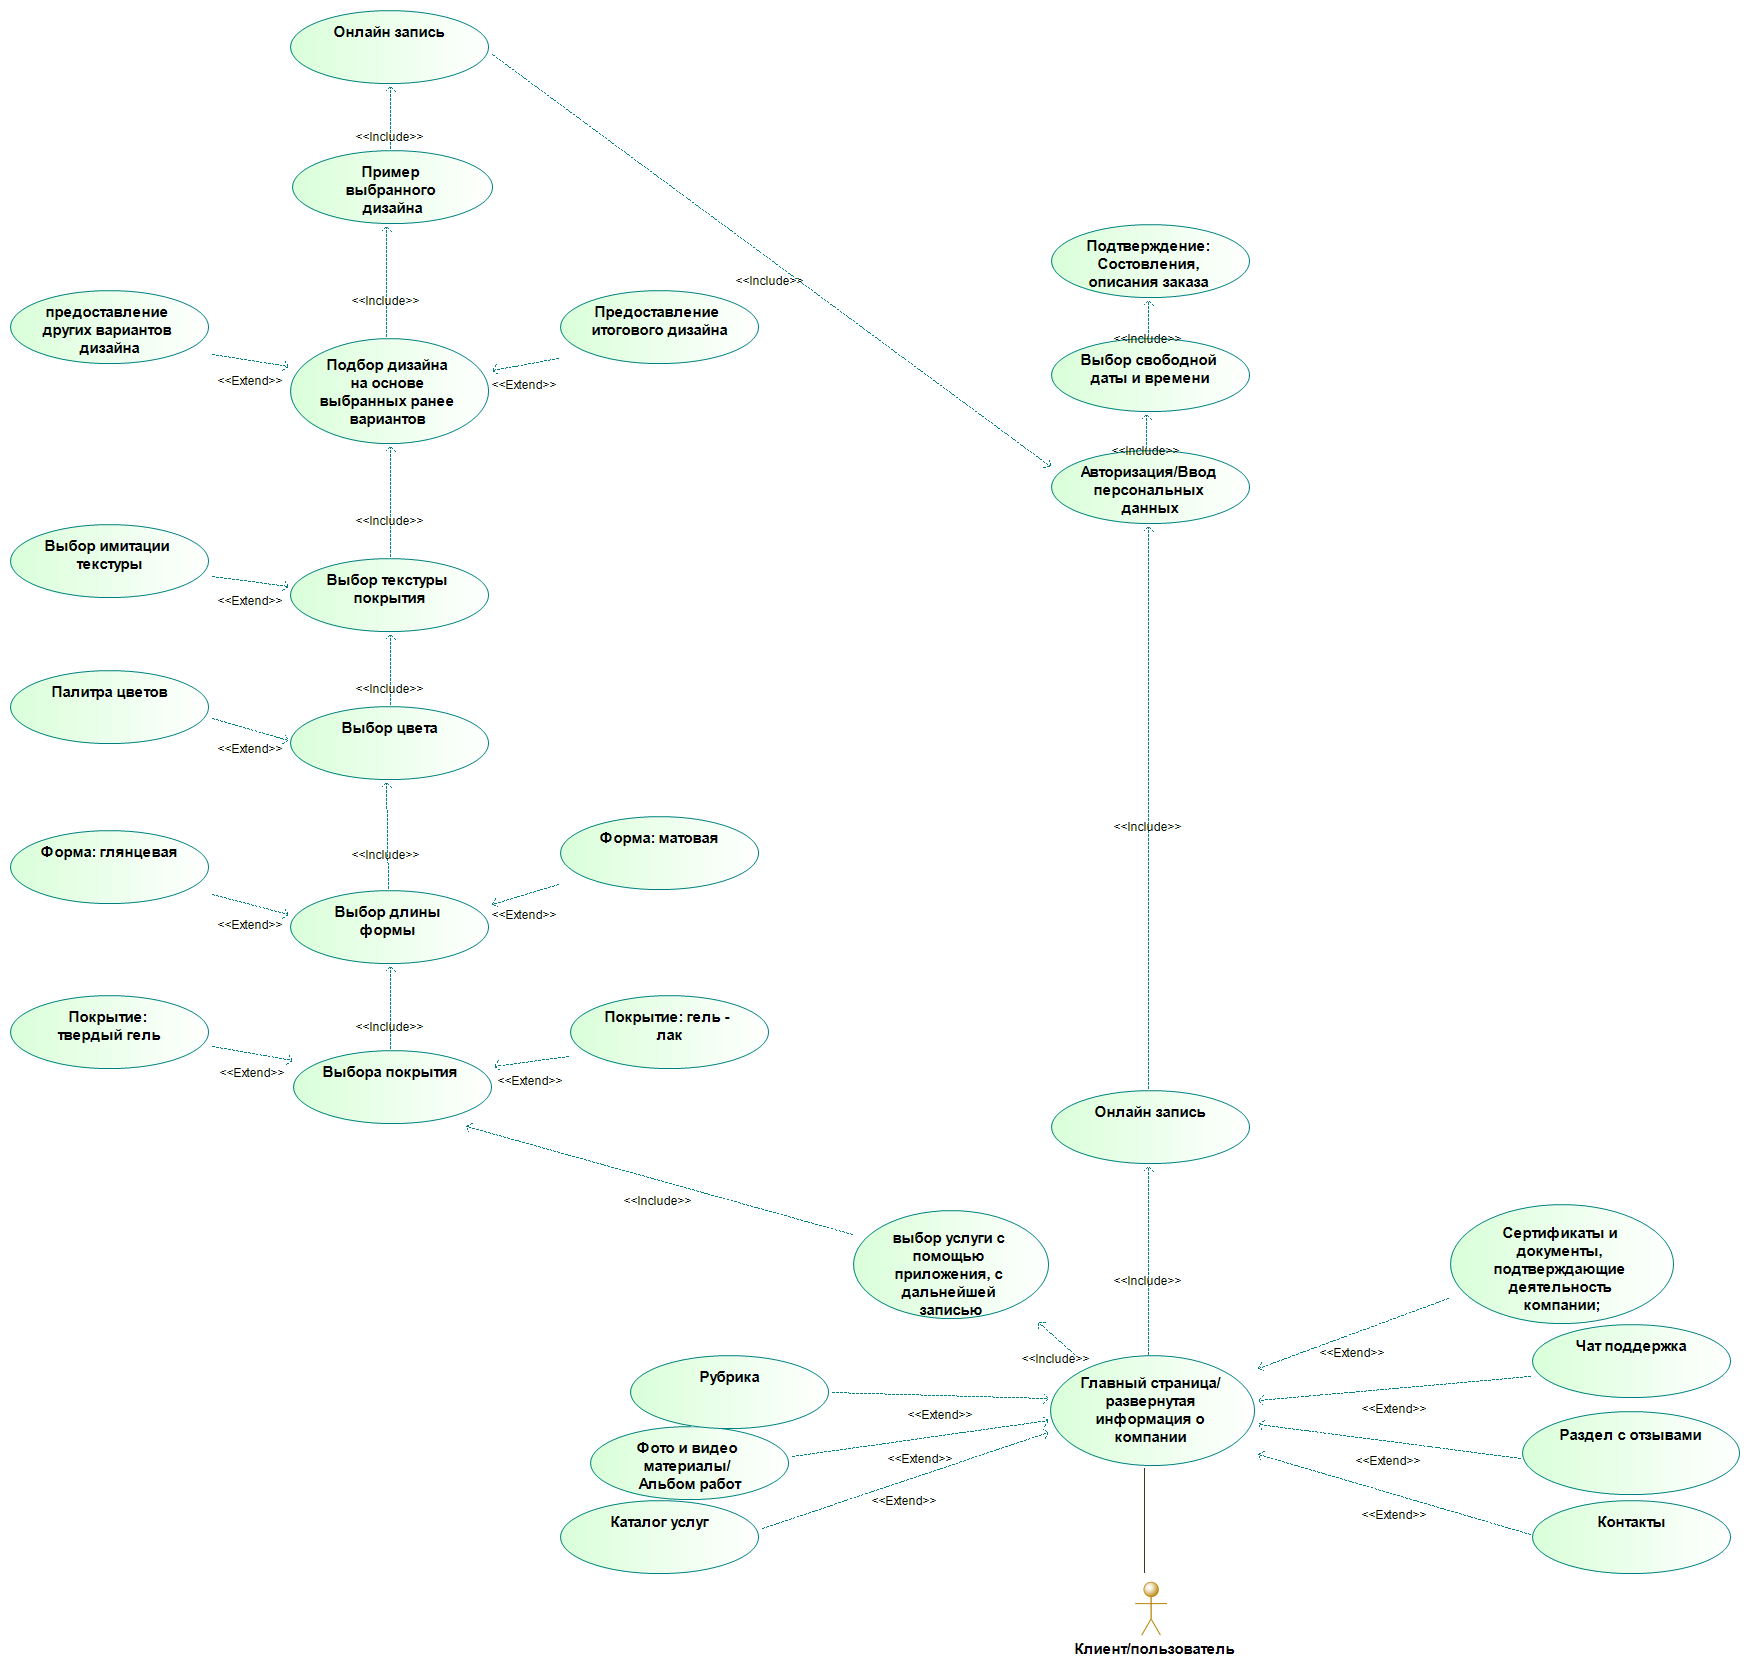 Онлайн запись
<<Include>>
Пример
выбранного
дизайна
<<Include>>
Подтверждение:
Состовления,
описания заказа
<<Include>>
предоставление
других вариантов
дизайна
Предоставление
итогового дизайна
<<Include>>
<<Include>>
Выбор свободной
даты и времени
Подбор дизайна
на основе
выбранных ранее
вариантов
<<Extend>>
<<Extend>>
<<Include>>
Авторизация/Ввод
персональных
данных
<<Include>>
Выбор имитации
текстуры
Выбор текстуры
покрытия
<<Extend>>
<<Include>>
Палитра цветов
Выбор цвета
<<Extend>>
<<Include>>
Форма: глянцевая
Форма: матовая
<<Include>>
Выбор длины
формы
<<Extend>>
<<Extend>>
Покрытие:
твердый гель
Покрытие: гель -
лак
<<Include>>
Выбора покрытия
<<Extend>>
<<Extend>>
Онлайн запись
<<Include>>
выбор услуги с
помощью
приложения, с
дальнейшей
записью
<<Include>>
Сертификаты и
документы,
подтверждающие
деятельность
компании;
<<Include>>
<<Extend>>
Чат поддержка
Рубрика
Главный страница/
развернутая
информация о
компании
<<Extend>>
<<Extend>>
Раздел с отзывами
Фото и видео
материалы/
Альбом работ
<<Extend>>
<<Extend>>
<<Extend>>
<<Extend>>
Каталог услуг
Контакты
Клиент/пользователь